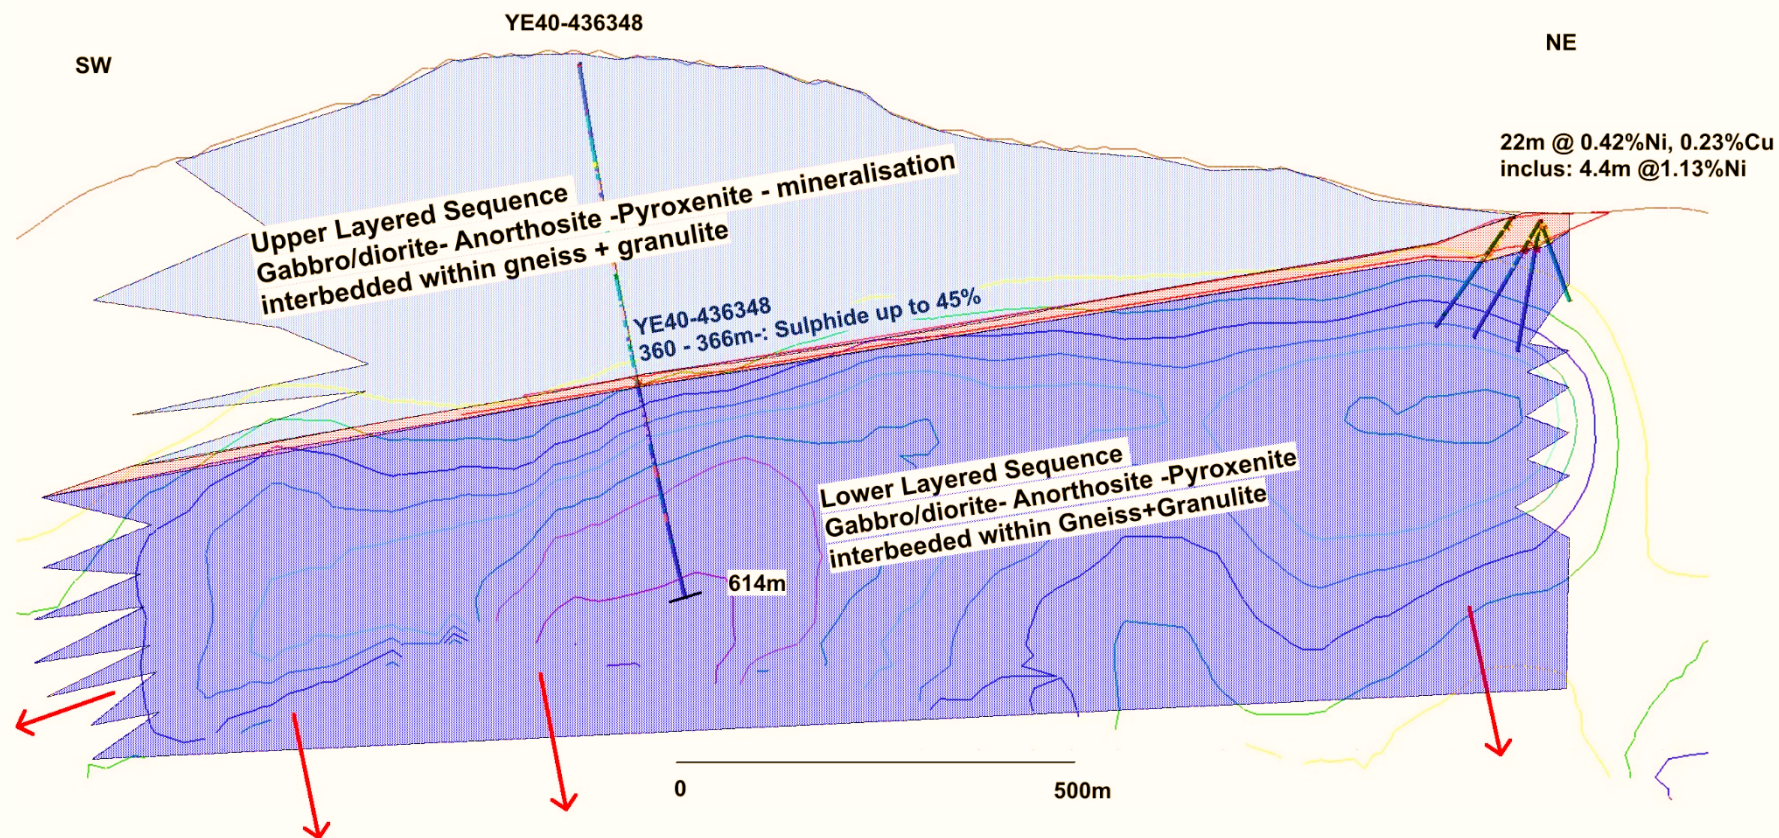 YE40-436348
SW
NE
22m @ 0.42%Ni, 0.23%Cu
inclus: 4.4m @1.13%Ni
Upper Layered Sequence
Gabbro/diorite- Anorthosite -Pyroxenite - mineralisation
interbedded within gneiss + granulite
YE40-436348
360 - 366m-: Sulphide up to 45%
Lower Layered Sequence
Gabbro/diorite- Anorthosite -Pyroxenite
interbeeded within Gneiss+Granulite
614m
0
500m